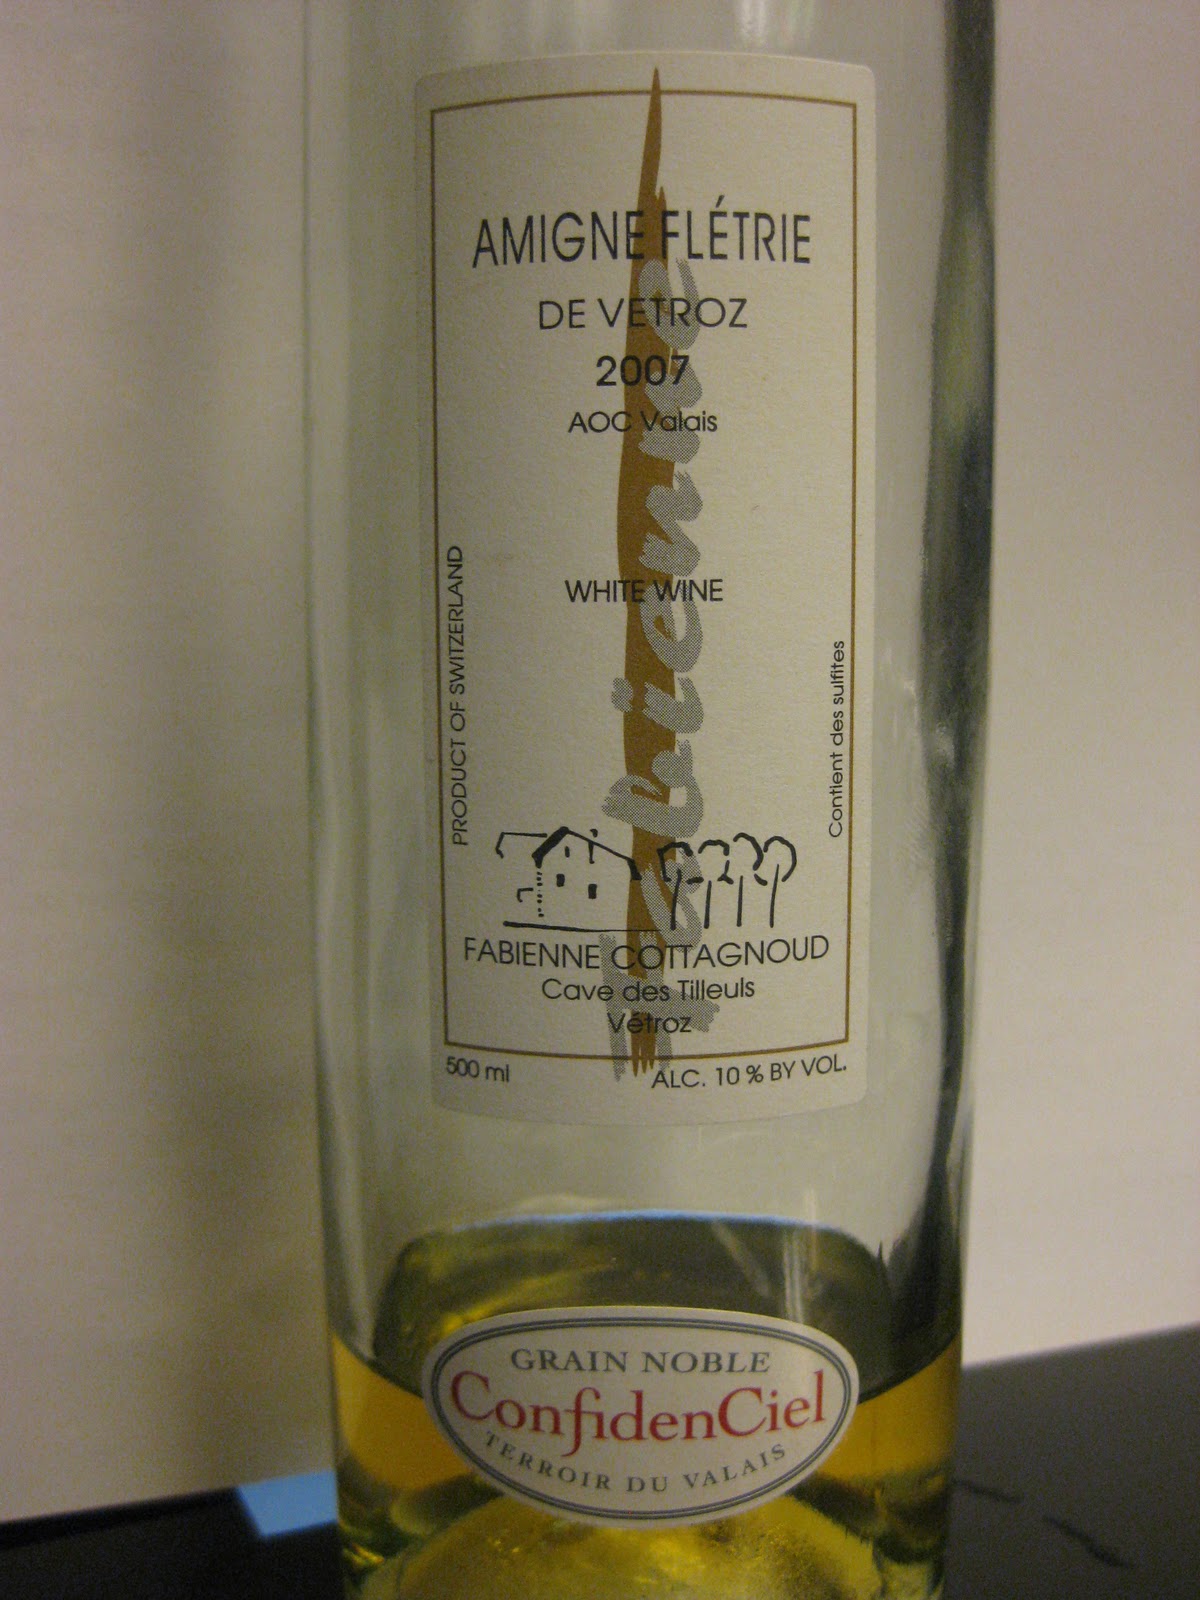 AMIGNE FLÉTRIE
DE VETROZ
2007
AOC Valais
WHITE WINE
PRODUCT OF SWITZERLAND
Contient des sulfites
Fabienne
FABIENNE COTTAGNOUD
Cave des Tilleuls
Vétroz
500 ml
ALC. 10 % BY VOL.
GRAIN NOBLE
ConfidenCiel
TERROIR DU VALAIS